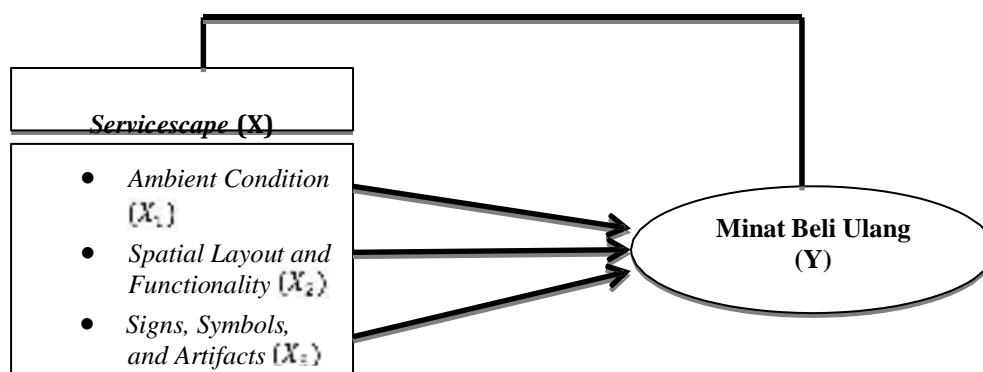 Servicescape (X)
• Ambient Condition
(X₁)
• Spatial Layout and
Functionality (X₂)
• Signs, Symbols,
and Artifacts (X₃)
Minat Beli Ulang
(Y)